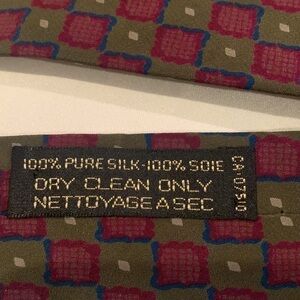 100% PURE SILK-100% SOIE
DRY CLEAN ONLY
NETTOYAGE A SEC
CA-07510